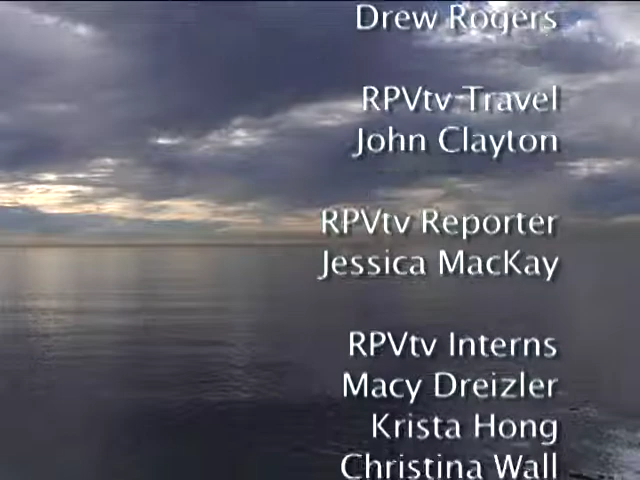 Drew Rogers
RPVtv Travel
John Clayton
RPVtv Reporter
Jessica MacKay
RPVtv Interns
Macy Dreizler
Krista Hong
Christina Wall